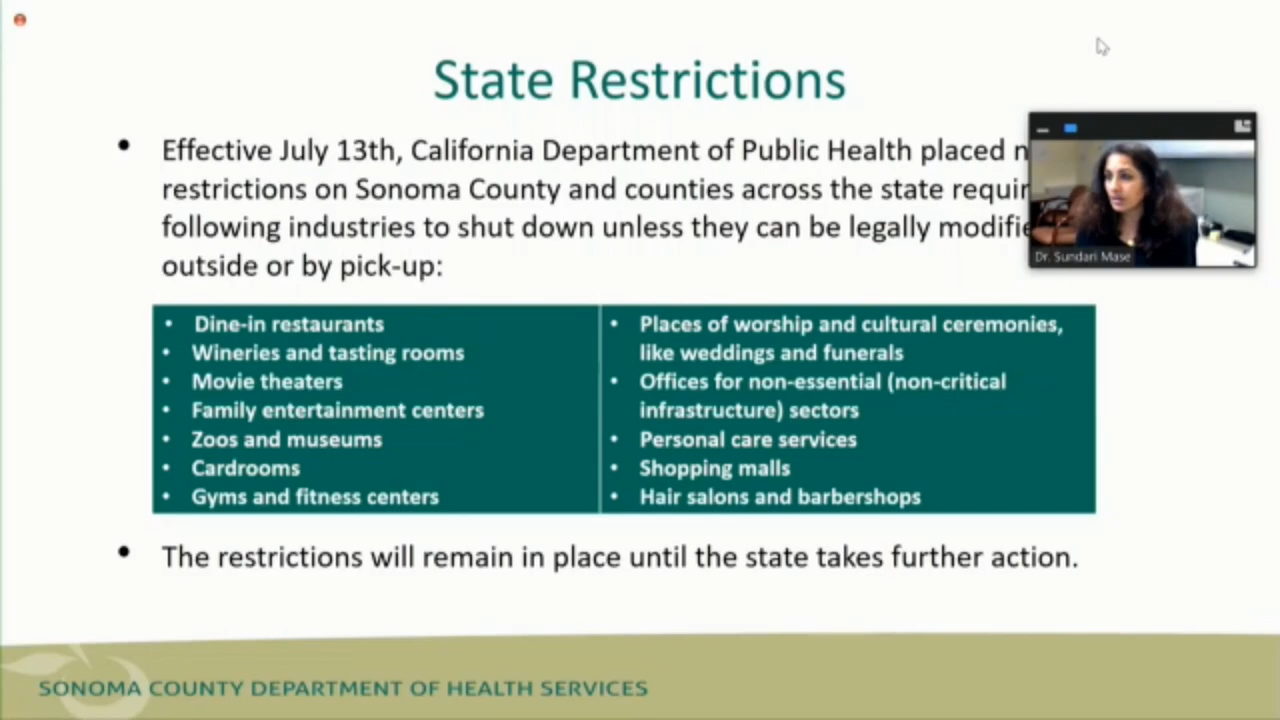 State Restrictions
• Effective July 13th, California Department of Public Health placed
restrictions on Sonoma County and counties across the state
following industries to shut down unless they can be legally
outside or by pick-up:
• Dine-in restaurants
• Wineries and tasting rooms
• Movie theaters
• Family entertainment centers
• Zoos and museums
• Cardrooms
• Gyms and fitness centers
• Places of worship and cultural ceremonies,
like weddings and funerals
• Offices for non-essential (non-critical
infrastructure) sectors
• Personal care services
• Shopping malls
• Hair salons and barbershops
• The restrictions will remain in place until the state takes further action.
Dr. Sundari Mase
SONOMA COUNTY DEPARTMENT OF HEALTH SERVICES